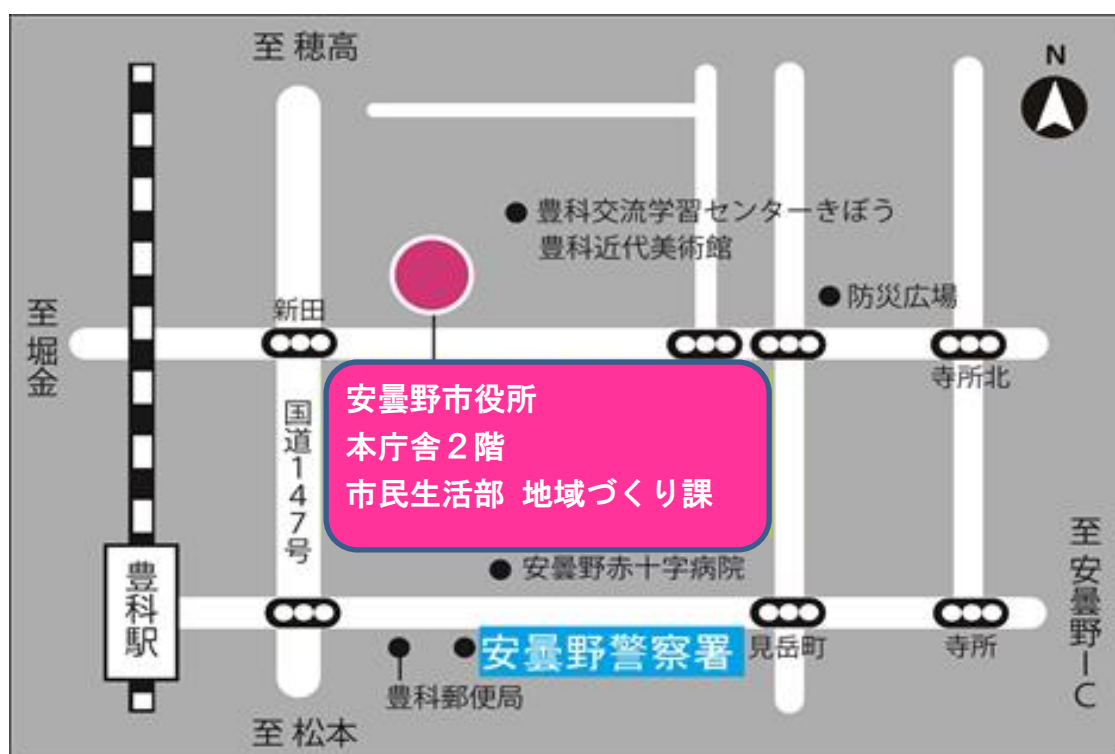 至 穂高
N
豊科交流学習センターきぼう
豊科近代美術館
防災広場
新田
至堀金
寺所北
安曇野市役所
本庁舎２階
市民生活部 地域づくり課
国道147号
安曇野赤十字病院
至安曇野IC
豊科駅
安曇野警察署
見岳町
寺所
豊科郵便局
至 松本